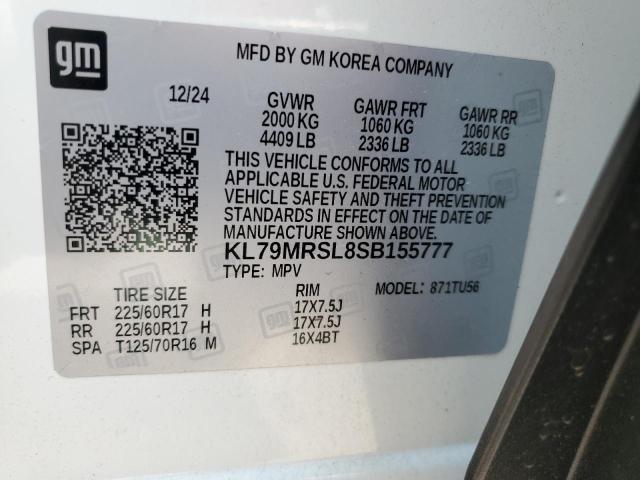 gm
MFD BY GM KOREA COMPANY
12/24 GVWR GAWR FRT GAWR RR
2000 KG 1060 KG 1060 KG
4409 LB 2336 LB 2336 LB
THIS VEHICLE CONFORMS TO ALL
APPLICABLE U.S. FEDERAL MOTOR
VEHICLE SAFETY AND THEFT PREVENTION
STANDARDS IN EFFECT ON THE DATE OF
MANUFACTURE SHOWN ABOVE.
KL79MRSL8SB155777
TYPE: MPV MODEL: 871TU56
TIRE SIZE RIM
FRT 225/60R17 H 17X7.5J
RR 225/60R17 H 17X7.5J
SPA T125/70R16 M 16X4BT